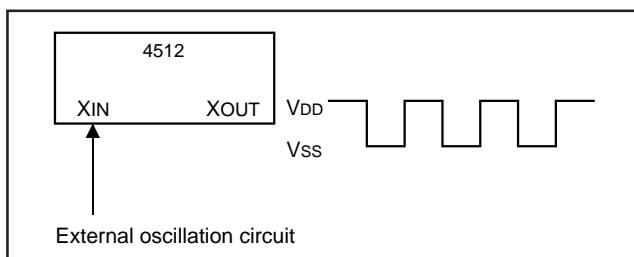 4512
XIN XOUT
VDD
VSS
External oscillation circuit